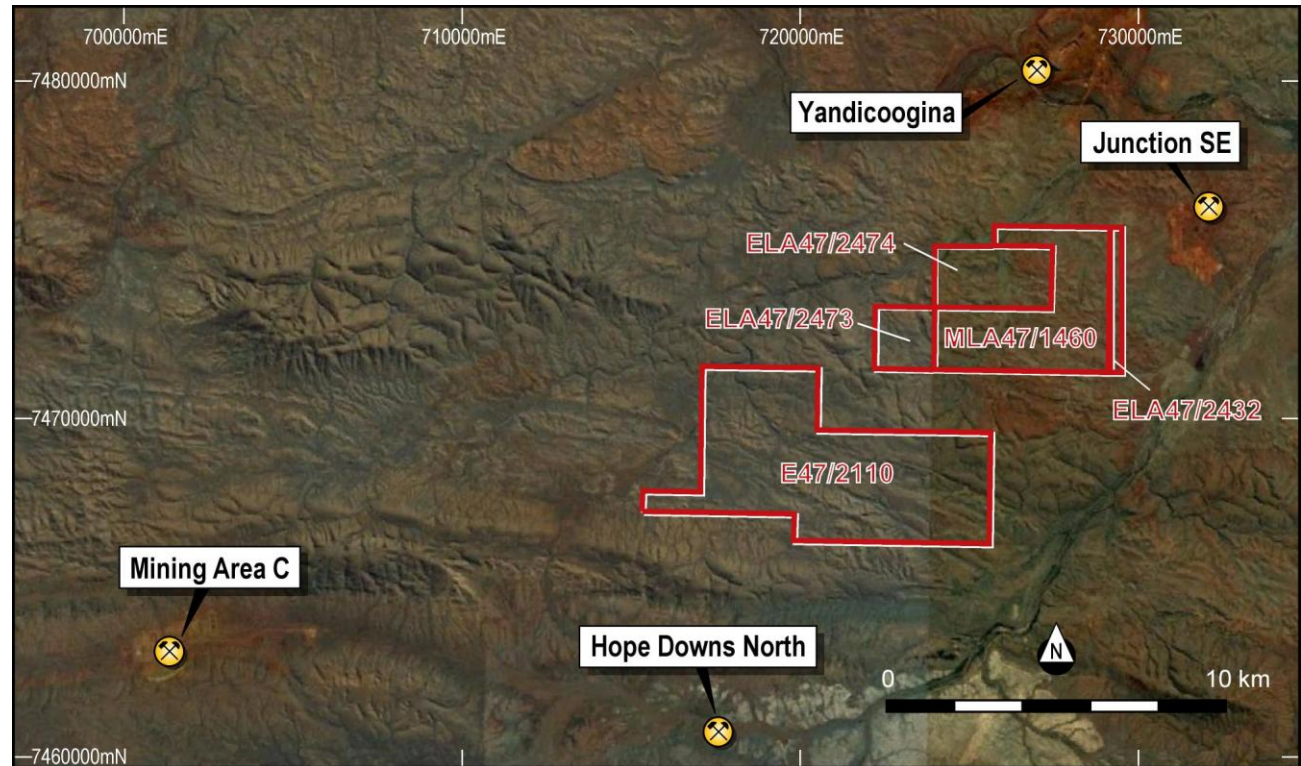 700000mE
710000mE
720000mE
730000mE
7480000mN
Yandicoogina
Junction SE
ELA47/2474
ELA47/2473
MLA47/1460
ELA47/2432
7470000mN
E47/2110
Mining Area C
Hope Downs North
N
0
10 km
7460000mN